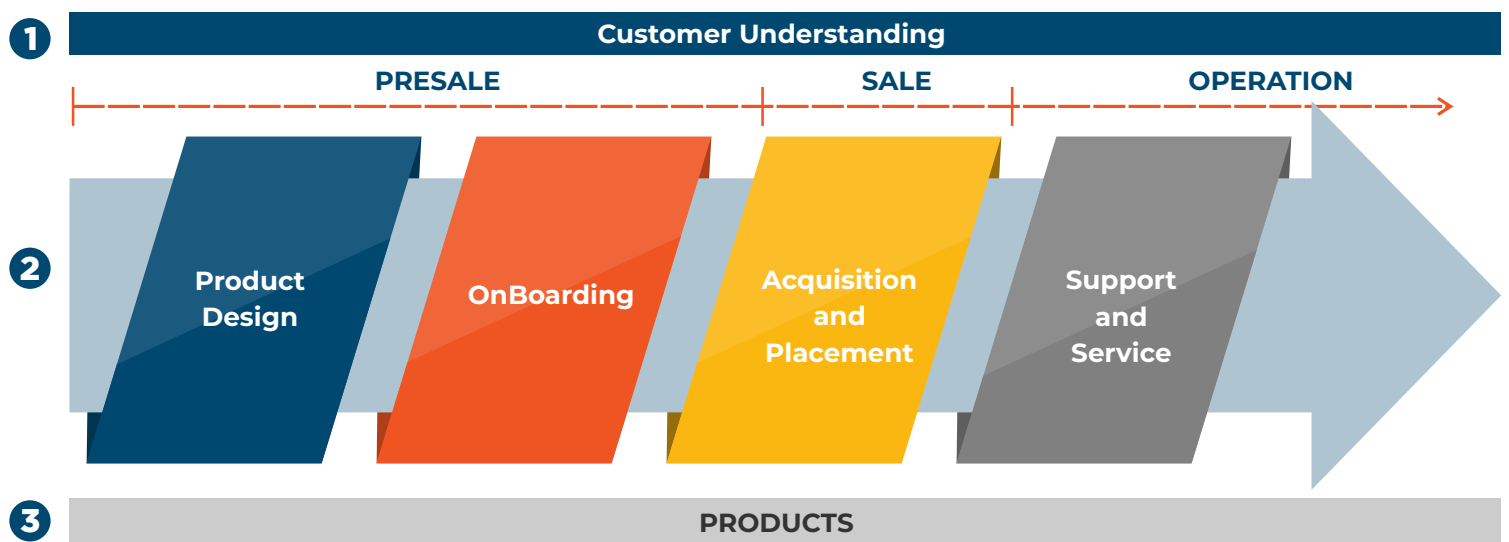 1
Customer Understanding
PRESALE
SALE
OPERATION
2
Product
Design
OnBoarding
Acquisition
and
Placement
Support
and
Service
3
PRODUCTS